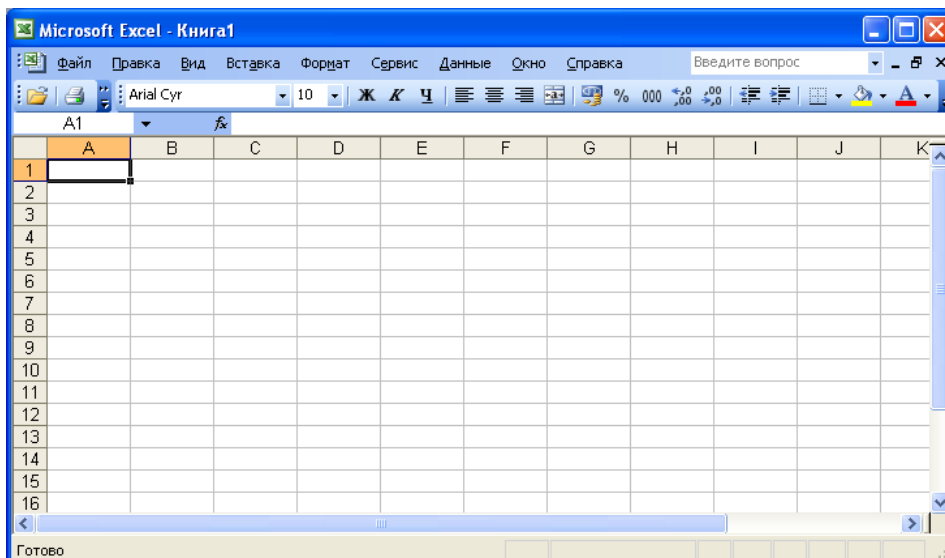 Microsoft Excel - Книга1
Файл Правка Вид Вставка Формат Сервис Данные Окно Справка Введите вопрос
Arial Cyr 10 Ж К Ч % 000
A1 fx
A B C D E F G H I J K
1
2
3
4
5
6
7
8
9
10
11
12
13
14
15
16
Готово